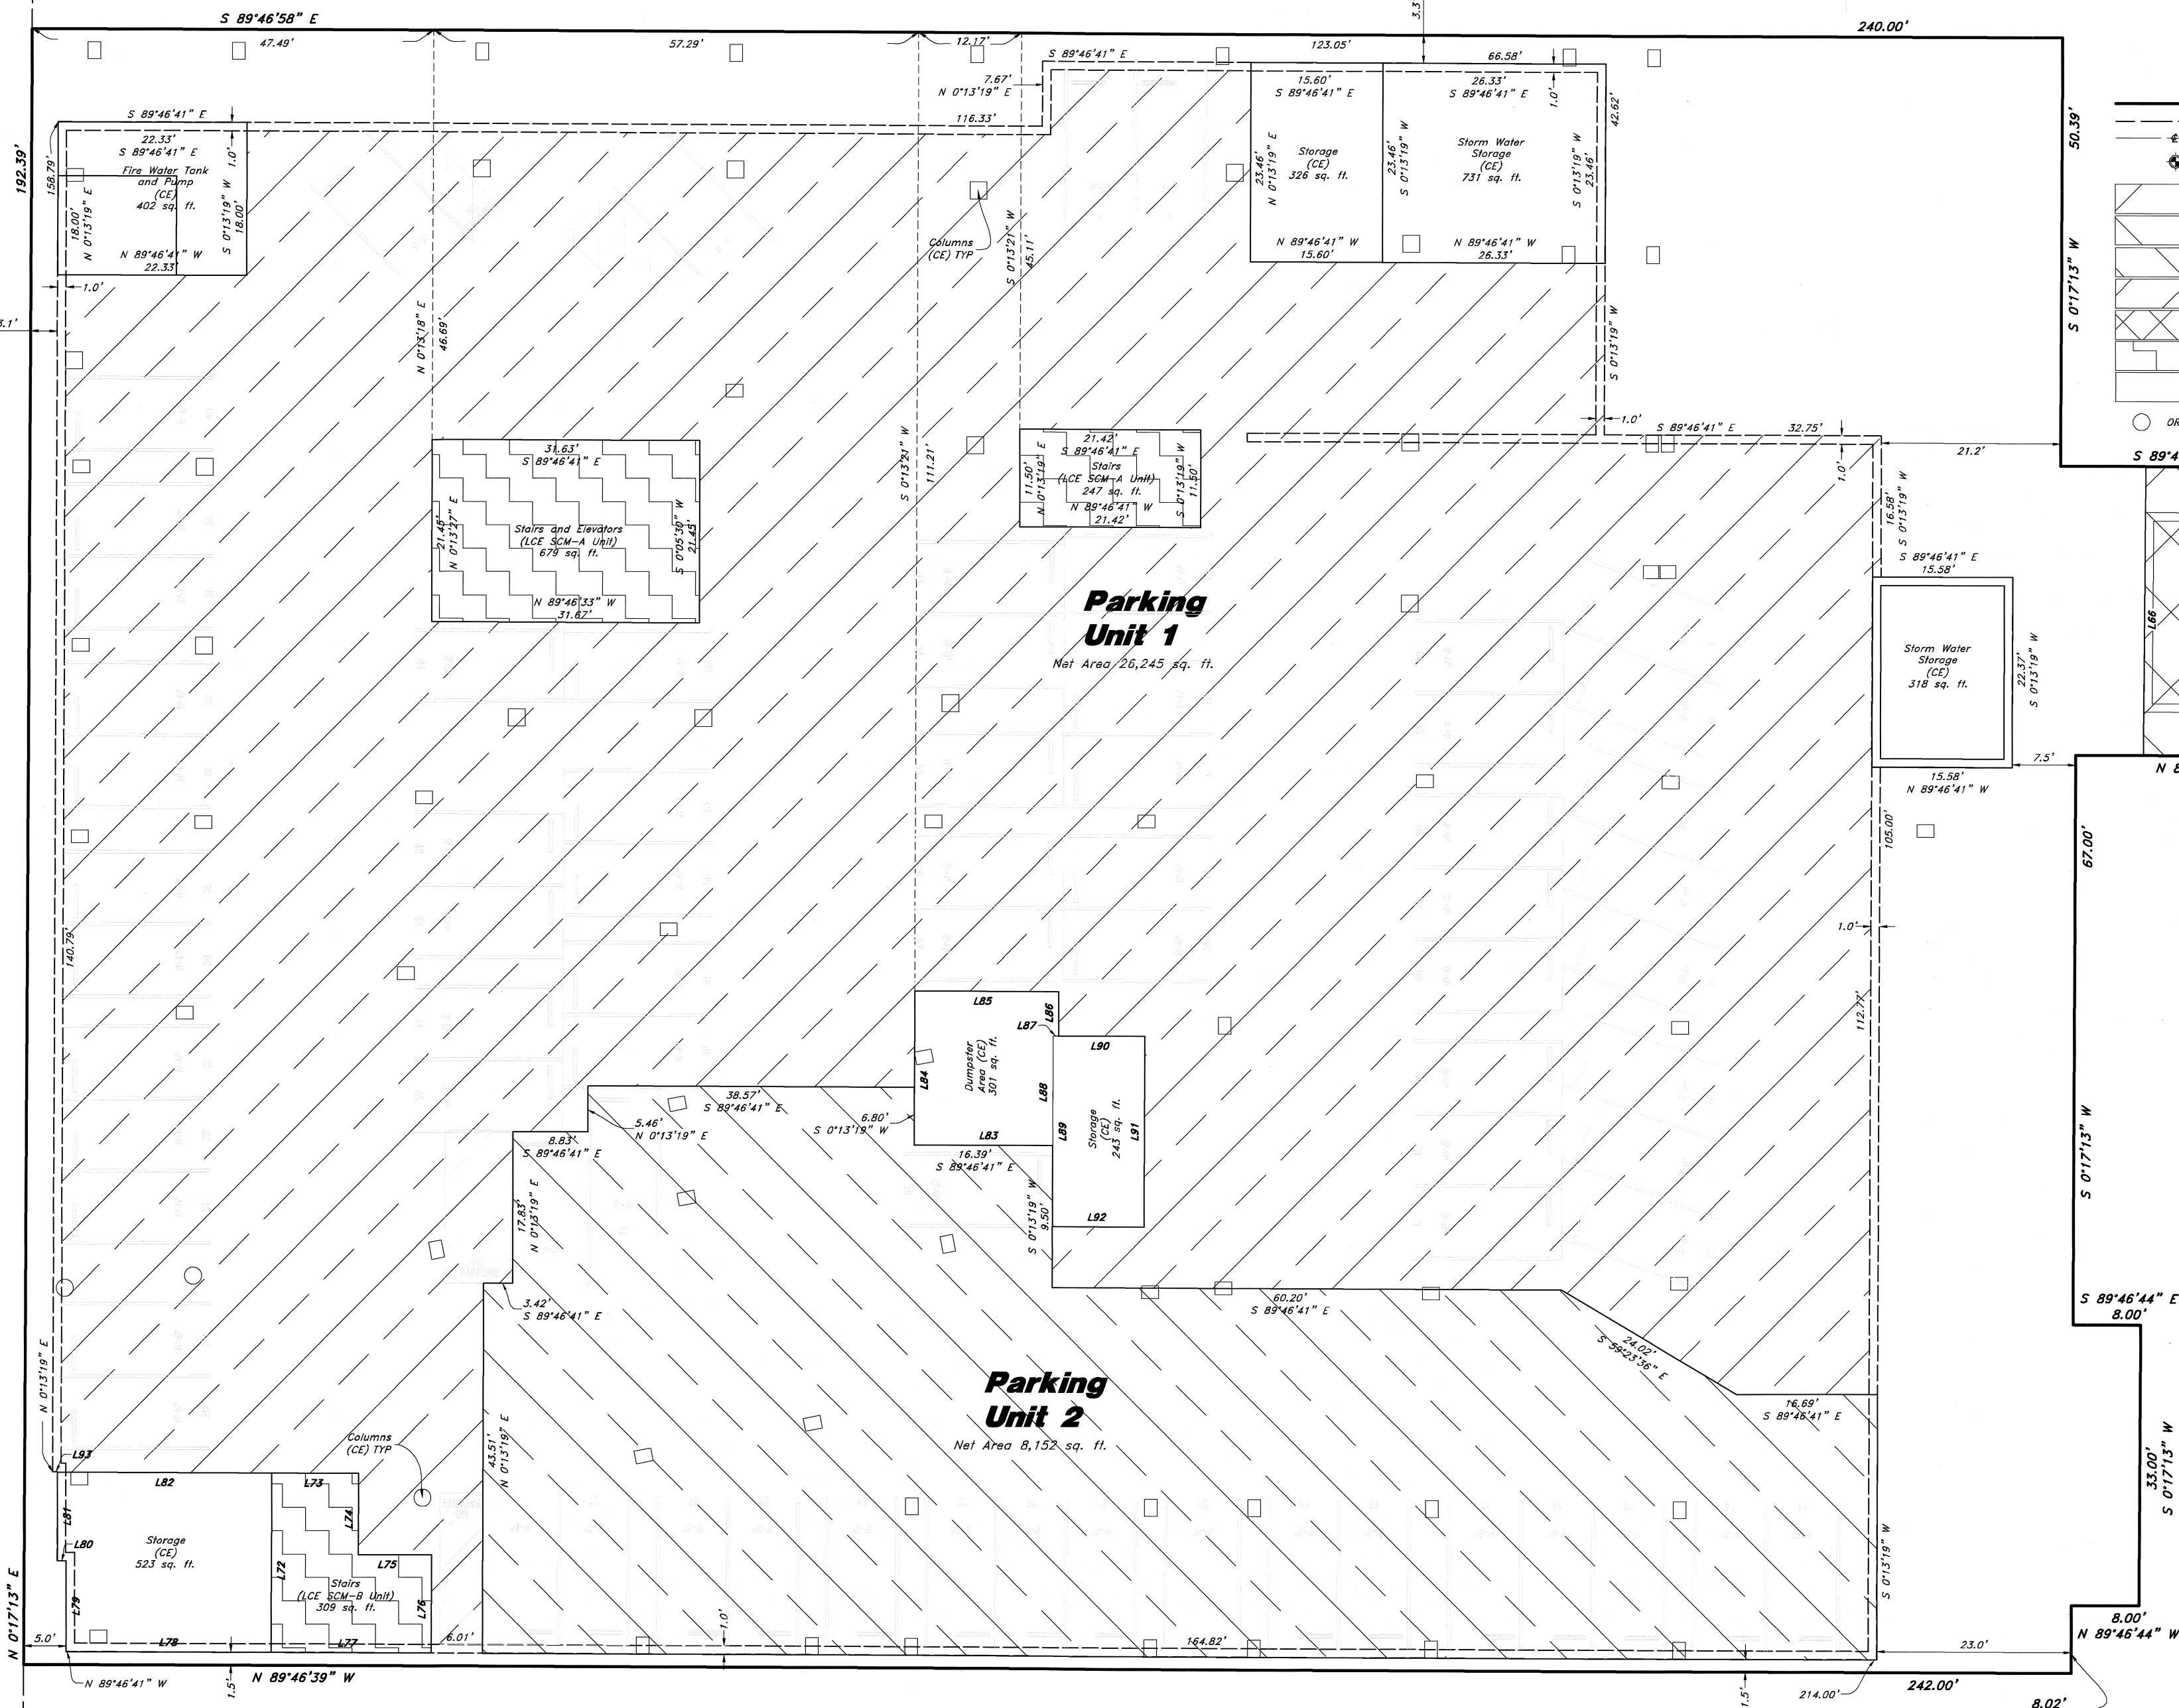 S 89°46'58" E
240.00'
47.49'
57.29'
12.17'
123.05'
3.3
S 89°46'41" E
66.58'
7.67'
N 0°13'19" E
116.33'
S 89°46'41" E
22.33'
S 89°46'41" E
1.0'
Fire Water Tank
and Pump
(CE)
402 sq. ft.
18.00'
N 0°13'19" E
S 0°13'19" W
18.00'
N 89°46'41" W
22.33'
1.0'
192.39'
158.79'
3.1'
15.60'
S 89°46'41" E
Storage
(CE)
326 sq. ft.
23.46'
N 0°13'19" E
N 89°46'41" W
15.60'
26.33'
S 89°46'41" E
1.0'
Storm Water
Storage
(CE)
731 sq. ft.
23.46'
S 0°13'19" W
S 0°13'19" W
23.46'
N 89°46'41" W
26.33'
42.62'
50.39'
S 0°17'13" W
Columns
(CE) TYP
S 0°13'21" W
45.11'
N 0°13'18" E
46.69'
S 0°13'21" W
111.21'
S 0°13'19" W
1.0'
S 89°46'41" E
32.75'
1.0'
21.2'
OR
S 89°4
31.63'
S 89°46'41" E
21.45'
N 0°13'27" E
Stairs and Elevators
(LCE SCM-A Unit)
679 sq. ft.
S 0°05'30" W
21.45'
N 89°46'33" W
31.67'
21.42'
S 89°46'41" E
11.50'
N 0°13'19" E
Stairs
(LCE SCM-A Unit)
247 sq. ft.
S 0°13'19" W
11.50'
N 89°46'41" W
21.42'
16.58'
S 0°13'19" W
S 89°46'41" E
15.58'
Parking
Unit 1
Net Area 26,245 sq. ft.
Storm Water
Storage
(CE)
318 sq. ft.
22.37'
S 0°13'19" W
L66
7.5'
15.58'
N 89°46'41" W
N 8
105.00'
67.00'
1.0'
140.79'
112.77'
S 0°17'13" W
L85
L86
L87
L90
Dumpster
Area (CE)
301 sq. ft.
L84
L88
L89
Storage
(CE)
243 sq. ft.
L91
L83
L92
38.57'
S 89°46'41" E
6.80'
S 0°13'19" W
5.46'
N 0°13'19" E
8.83'
S 89°46'41" E
16.39'
S 89°46'41" E
17.83'
N 0°13'19" E
S 0°13'19" W
9.50'
3.42'
S 89°46'41" E
60.20'
S 89°46'41" E
24.02'
S 59°23'36" E
16.69'
S 89°46'41" E
S 89°46'44" E
8.00'
Parking
Unit 2
Net Area 8,152 sq. ft.
N 0°13'19" E
43.51'
N 0°13'19" E
Columns
(CE) TYP
L93
L82
L73
L74
L81
L80
Storage
(CE)
523 sq. ft.
L72
L75
Stairs
(LCE SCM-B Unit)
309 sq. ft.
L76
L79
L78
L77
6.01'
1.0'
164.82'
S 0°13'19" W
33.00'
S 0°17'13" W
8.00'
N 89°46'44" W
23.0'
N 0°17'13" E
5.0'
N 89°46'41" W
1.5'
N 89°46'39" W
1.5'
214.00'
242.00'
8.02'